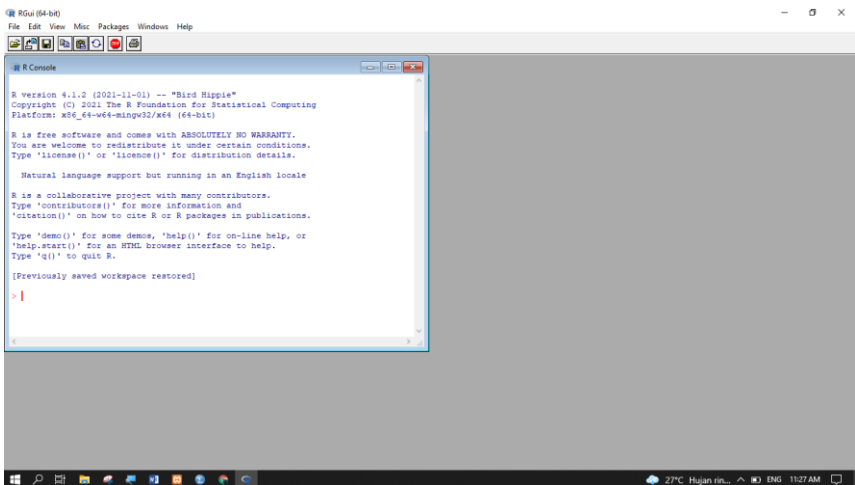 RGui (64-bit)
File Edit View Misc Packages Windows Help
STOP
R Console
R version 4.1.2 (2021-11-01) -- "Bird Hippie"
Copyright (C) 2021 The R Foundation for Statistical Computing
Platform: x86_64-w64-mingw32/x64 (64-bit)
R is free software and comes with ABSOLUTELY NO WARRANTY.
You are welcome to redistribute it under certain conditions.
Type 'license()' or 'licence()' for distribution details.
Natural language support but running in an English locale
R is a collaborative project with many contributors.
Type 'contributors()' for more information and
'citation()' on how to cite R or R packages in publications.
Type 'demo()' for some demos, 'help()' for on-line help, or
'help.start()' for an HTML browser interface to help.
Type 'q()' to quit R.
[Previously saved workspace restored]
>
27°C Hujan rin... ENG 11:27 AM